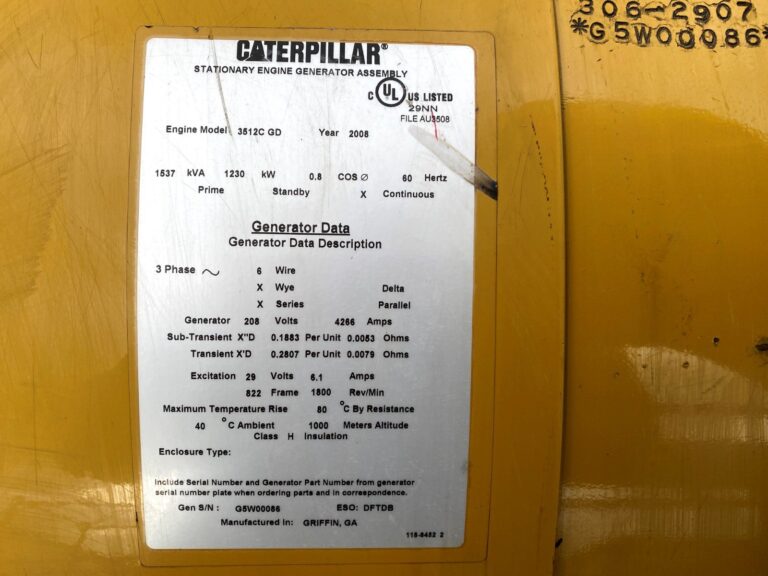 306-2907
*G5W00086*
CATERPILLAR®
STATIONARY ENGINE GENERATOR ASSEMBLY
C UL US LISTED
29NN
FILE AU3508
Engine Model 3512C GD Year 2008
1537 kVA 1230 kW 0.8 COS Ø 60 Hertz
Prime Standby X Continuous
Generator Data
Generator Data Description
3 Phase ~ 6 Wire
X Wye Delta
X Series Parallel
Generator 208 Volts 4266 Amps
Sub-Transient X"D 0.1883 Per Unit 0.0053 Ohms
Transient X'D 0.2807 Per Unit 0.0079 Ohms
Excitation 29 Volts 6.1 Amps
822 Frame 1800 Rev/Min
Maximum Temperature Rise 80 °C By Resistance
40 °C Ambient 1000 Meters Altitude
Class H Insulation
Enclosure Type:
Include Serial Number and Generator Part Number from generator
serial number plate when ordering parts and in correspondence.
Gen S/N : G5W00086 ESO: DFTDB
Manufactured In: GRIFFIN, GA
118-8482 2